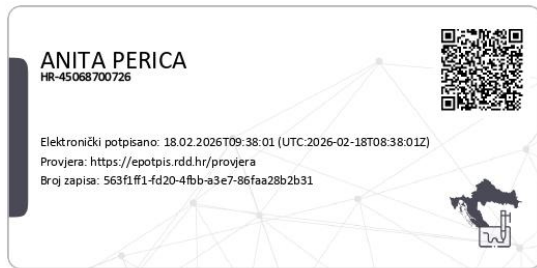 ANITA PERICA
HR-45068700726
Elektronički potpisano: 18.02.2026T09:38:01 (UTC:2026-02-18T08:38:01Z)
Provjera: https://epotpis.rdd.hr/provjera
Broj zapisa: 563f1ff1-fd20-4fbb-a3e7-86faa28b2b31